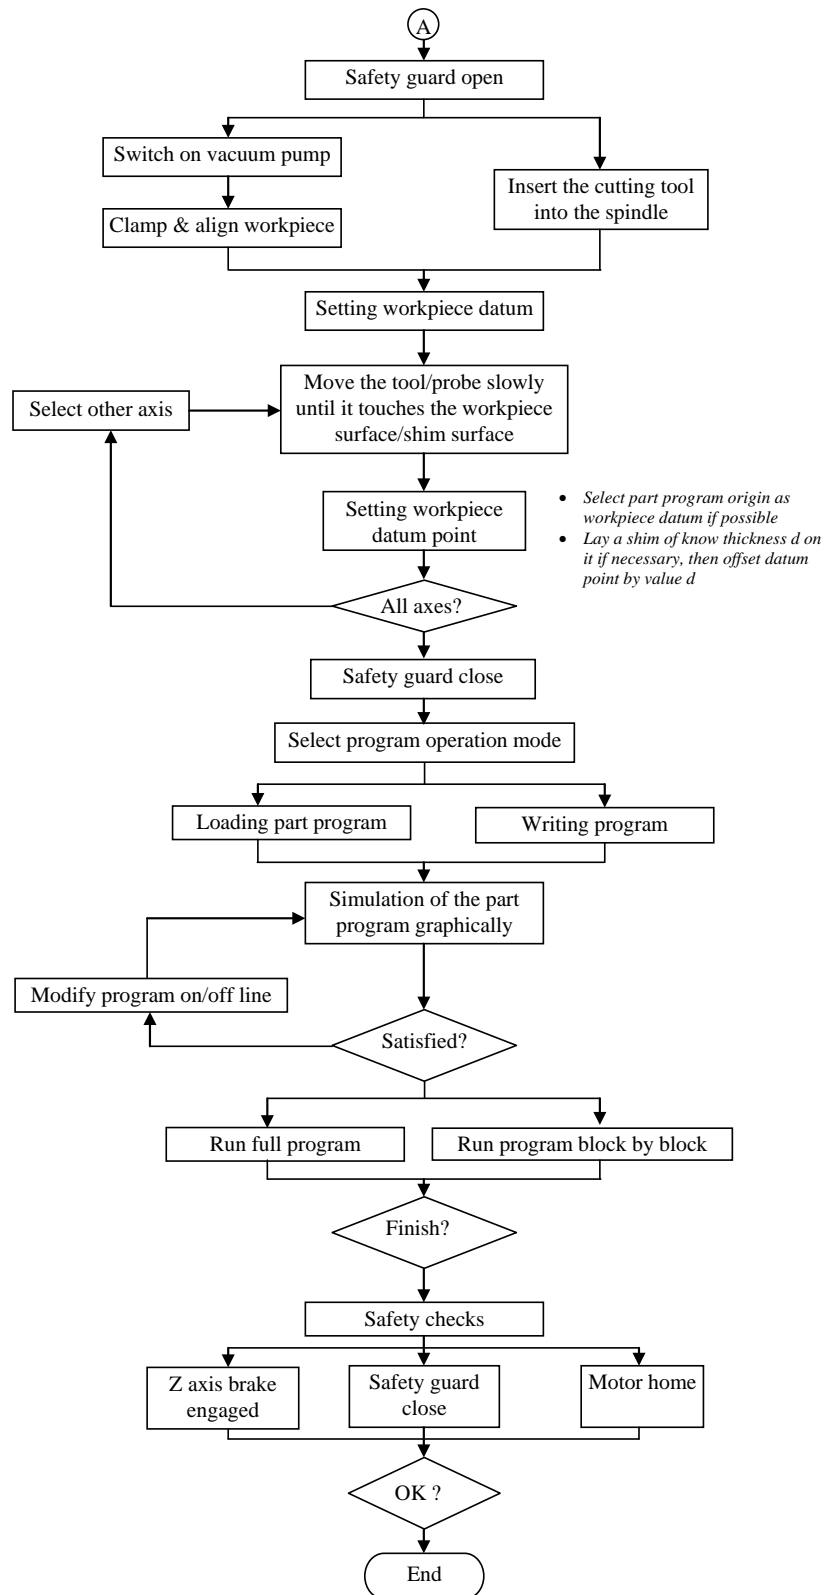 A
Safety guard open
Switch on vacuum pump
Insert the cutting tool
into the spindle
Clamp & align workpiece
Setting workpiece datum
Move the tool/probe slowly
until it touches the workpiece
surface/shim surface
Select other axis
Setting workpiece
datum point
• Select part program origin as
workpiece datum if possible
• Lay a shim of know thickness d on
it if necessary, then offset datum
point by value d
All axes?
Safety guard close
Select program operation mode
Loading part program
Writing program
Simulation of the part
program graphically
Modify program on/off line
Satisfied?
Run full program
Run program block by block
Finish?
Safety checks
Z axis brake
engaged
Safety guard
close
Motor home
OK ?
End